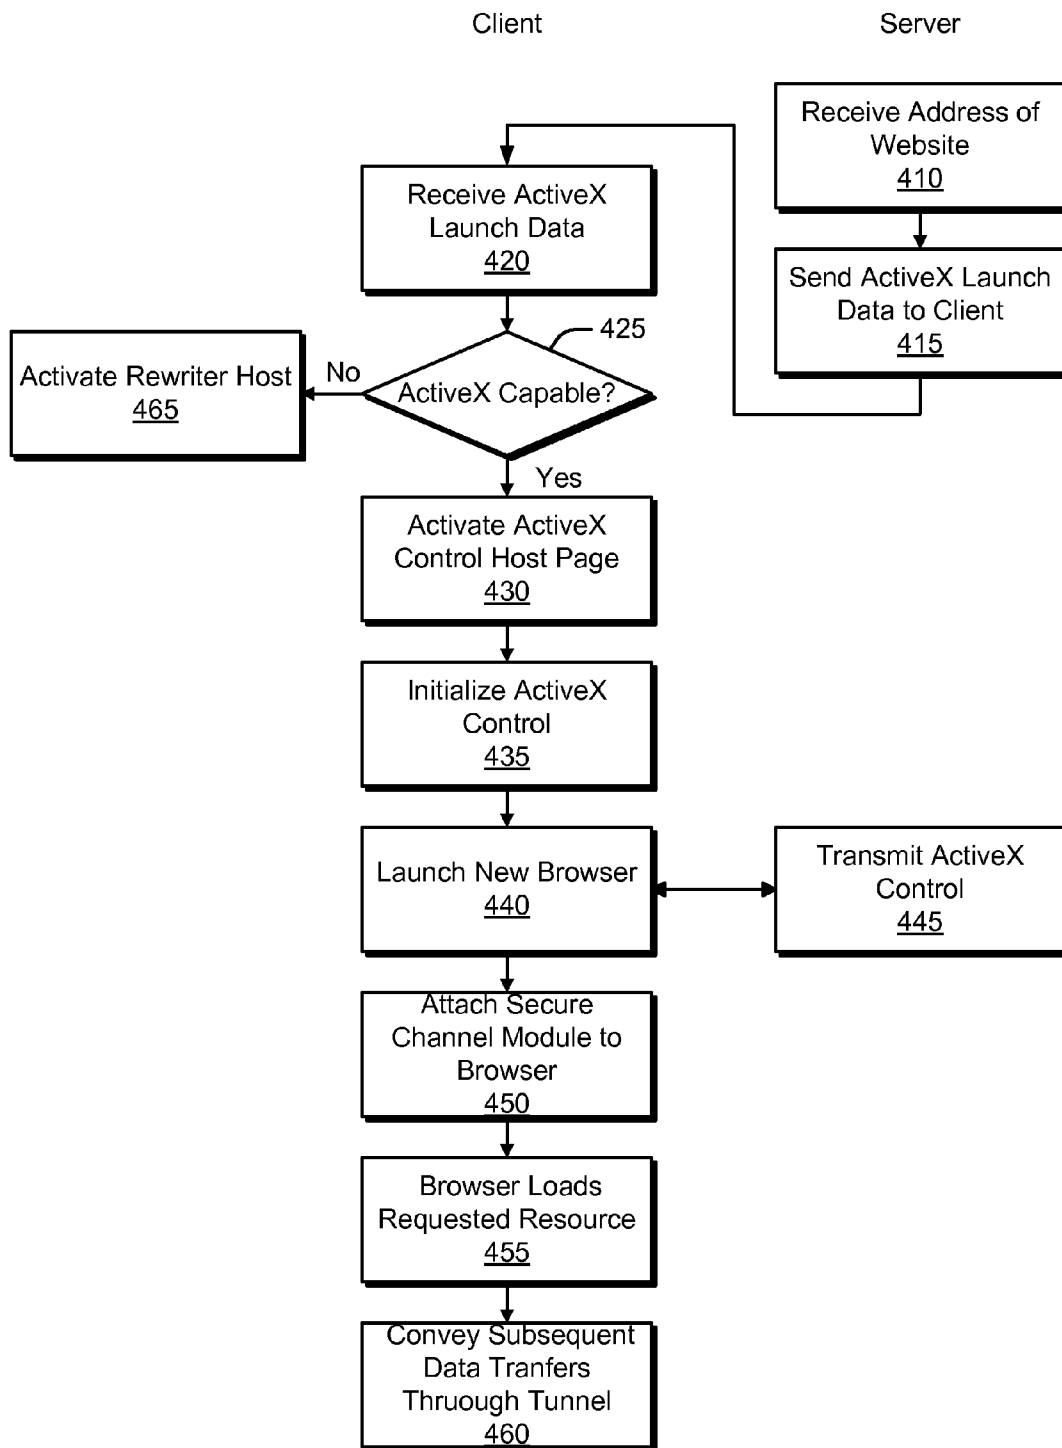 Client
Server
Receive Address of
Website
410
Receive ActiveX
Launch Data
420
Send ActiveX Launch
Data to Client
415
425
Activate Rewriter Host
465
No
ActiveX Capable?
Yes
Activate ActiveX
Control Host Page
430
Initialize ActiveX
Control
435
Launch New Browser
440
Transmit ActiveX
Control
445
Attach Secure
Channel Module to
Browser
450
Browser Loads
Requested Resource
455
Convey Subsequent
Data Tranfers
Thruough Tunnel
460